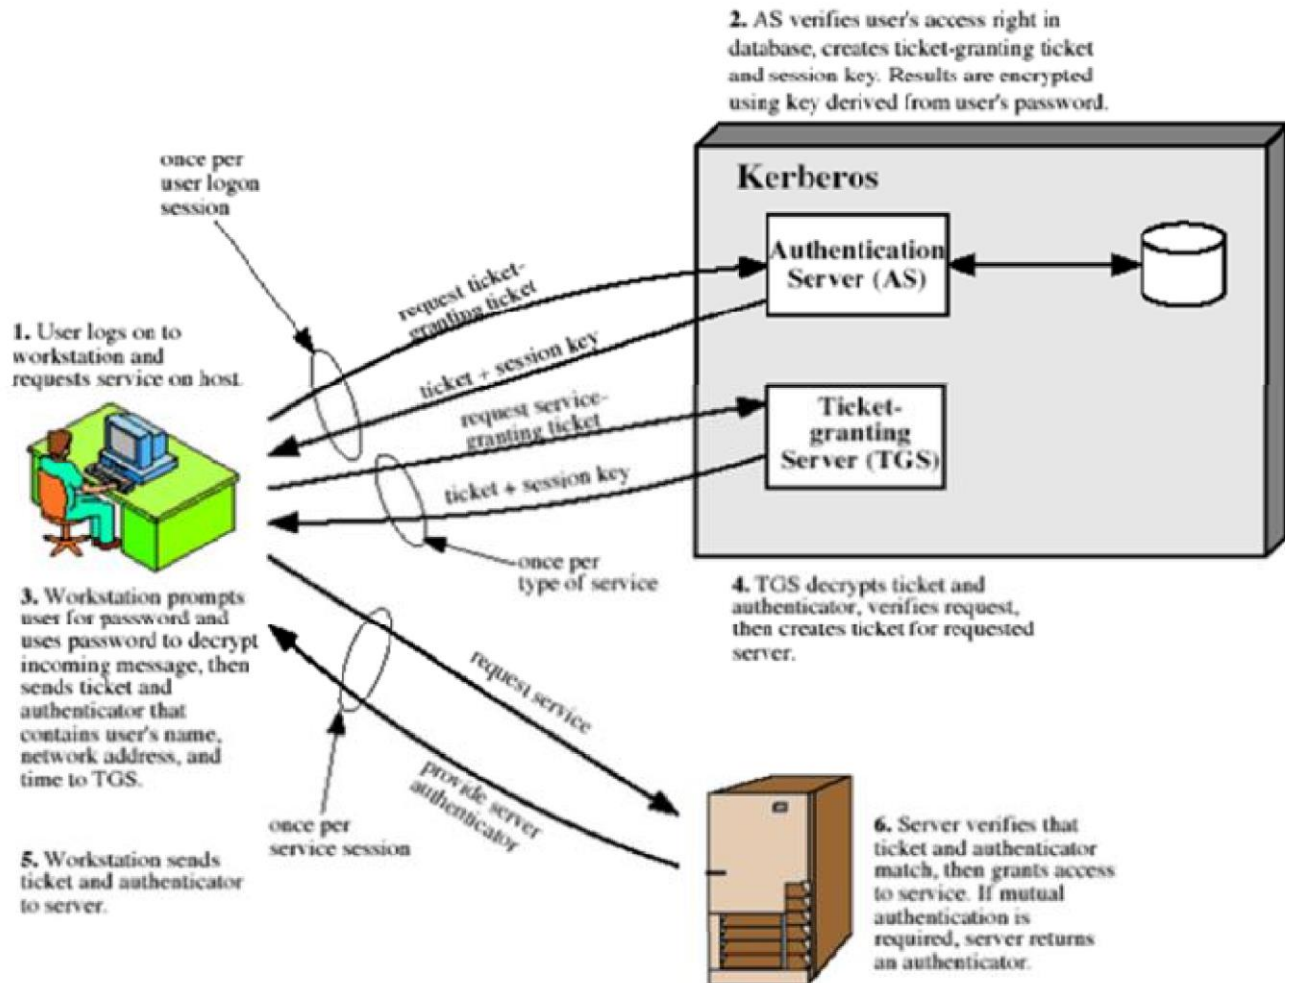 2. AS verifies user's access right in
database, creates ticket-granting ticket
and session key. Results are encrypted
using key derived from user's password.
once per
user logon
session
Kerberos
Authentication
Server (AS)
request ticket-
granting ticket
1. User logs on to
workstation and
requests service on host.
ticket + session key
request service-
granting ticket
Ticket-
granting
Server (TGS)
ticket + session key
once per
type of service
3. Workstation prompts
user for password and
uses password to decrypt
incoming message, then
sends ticket and
authenticator that
contains user's name,
network address, and
time to TGS.
4. TGS decrypts ticket and
authenticator, verifies request,
then creates ticket for requested
server.
request service
provide server
authenticator
once per
service session
5. Workstation sends
ticket and authenticator
to server.
6. Server verifies that
ticket and authenticator
match, then grants access
to service. If mutual
authentication is
required, server returns
an authenticator.